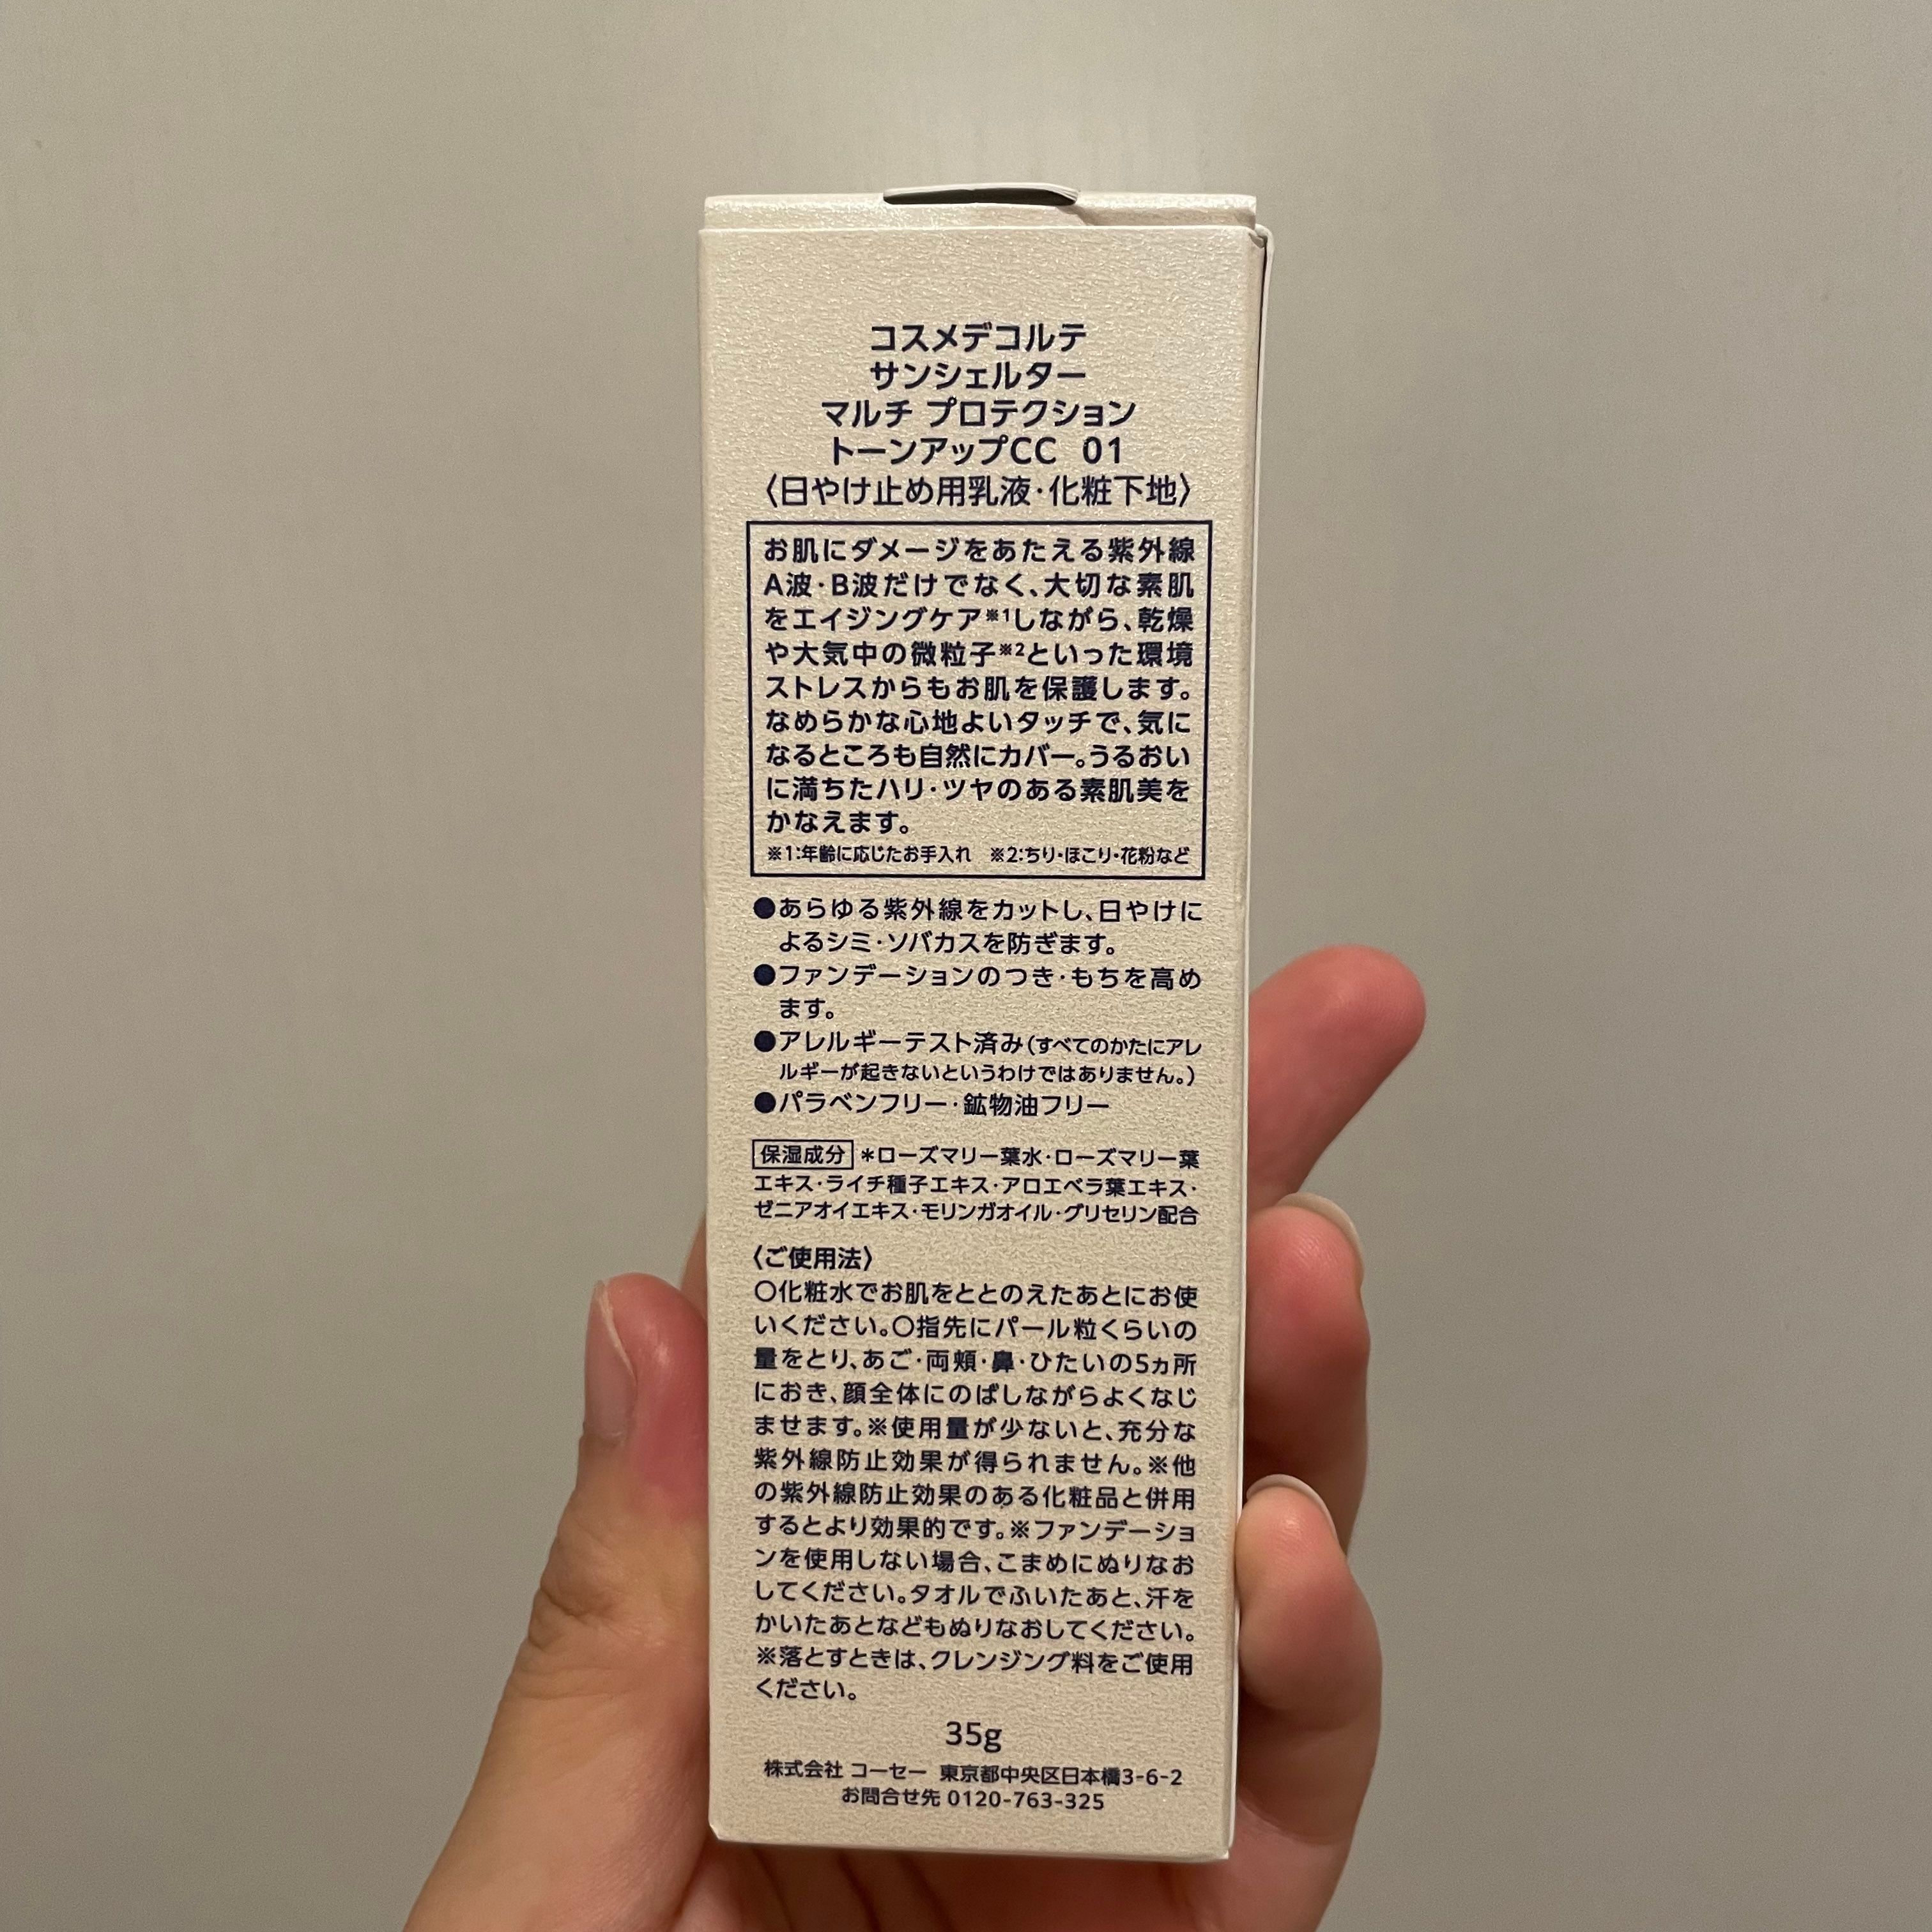 コスメデコルテ
サンシェルター
マルチ プロテクション
トーンアップCC 01
〈日やけ止め用乳液・化粧下地〉
お肌にダメージをあたえる紫外線
A波・B波だけでなく、大切な素肌
をエイジングケア※1しながら、乾燥
や大気中の微粒子※2といった環境
ストレスからもお肌を保護します。
なめらかな心地よいタッチで、気に
なるところも自然にカバー。うるおい
に満ちたハリ・ツヤのある素肌美を
かなえます。
※1:年齢に応じたお手入れ ※2:ちり・ほこり・花粉など
●あらゆる紫外線をカットし、日やけに
よるシミ・ソバカスを防ぎます。
●ファンデーションのつき・もちを高め
ます。
●アレルギーテスト済み(すべてのかたにアレ
ルギーが起きないというわけではありません。)
●パラベンフリー・鉱物油フリー
保湿成分 *ローズマリー葉水・ローズマリー葉
エキス・ライチ種子エキス・アロエベラ葉エキス・
ゼニアオイエキス・モリンガオイル・グリセリン配合
〈ご使用法〉
○化粧水でお肌をととのえたあとにお使
いください。○指先にパール粒くらいの
量をとり、あご・両頬・鼻・ひたいの5ヵ所
におき、顔全体にのばしながらよくなじ
ませます。※使用量が少ないと、充分な
紫外線防止効果が得られません。※他
の紫外線防止効果のある化粧品と併用
するとより効果的です。※ファンデーショ
ンを使用しない場合、こまめにぬりなお
してください。タオルでふいたあと、汗を
かいたあとなどもぬりなおしてください。
※落とすときは、クレンジング料をご使用
ください。
35g
株式会社 コーセー 東京都中央区日本橋3-6-2
お問合せ先 0120-763-325